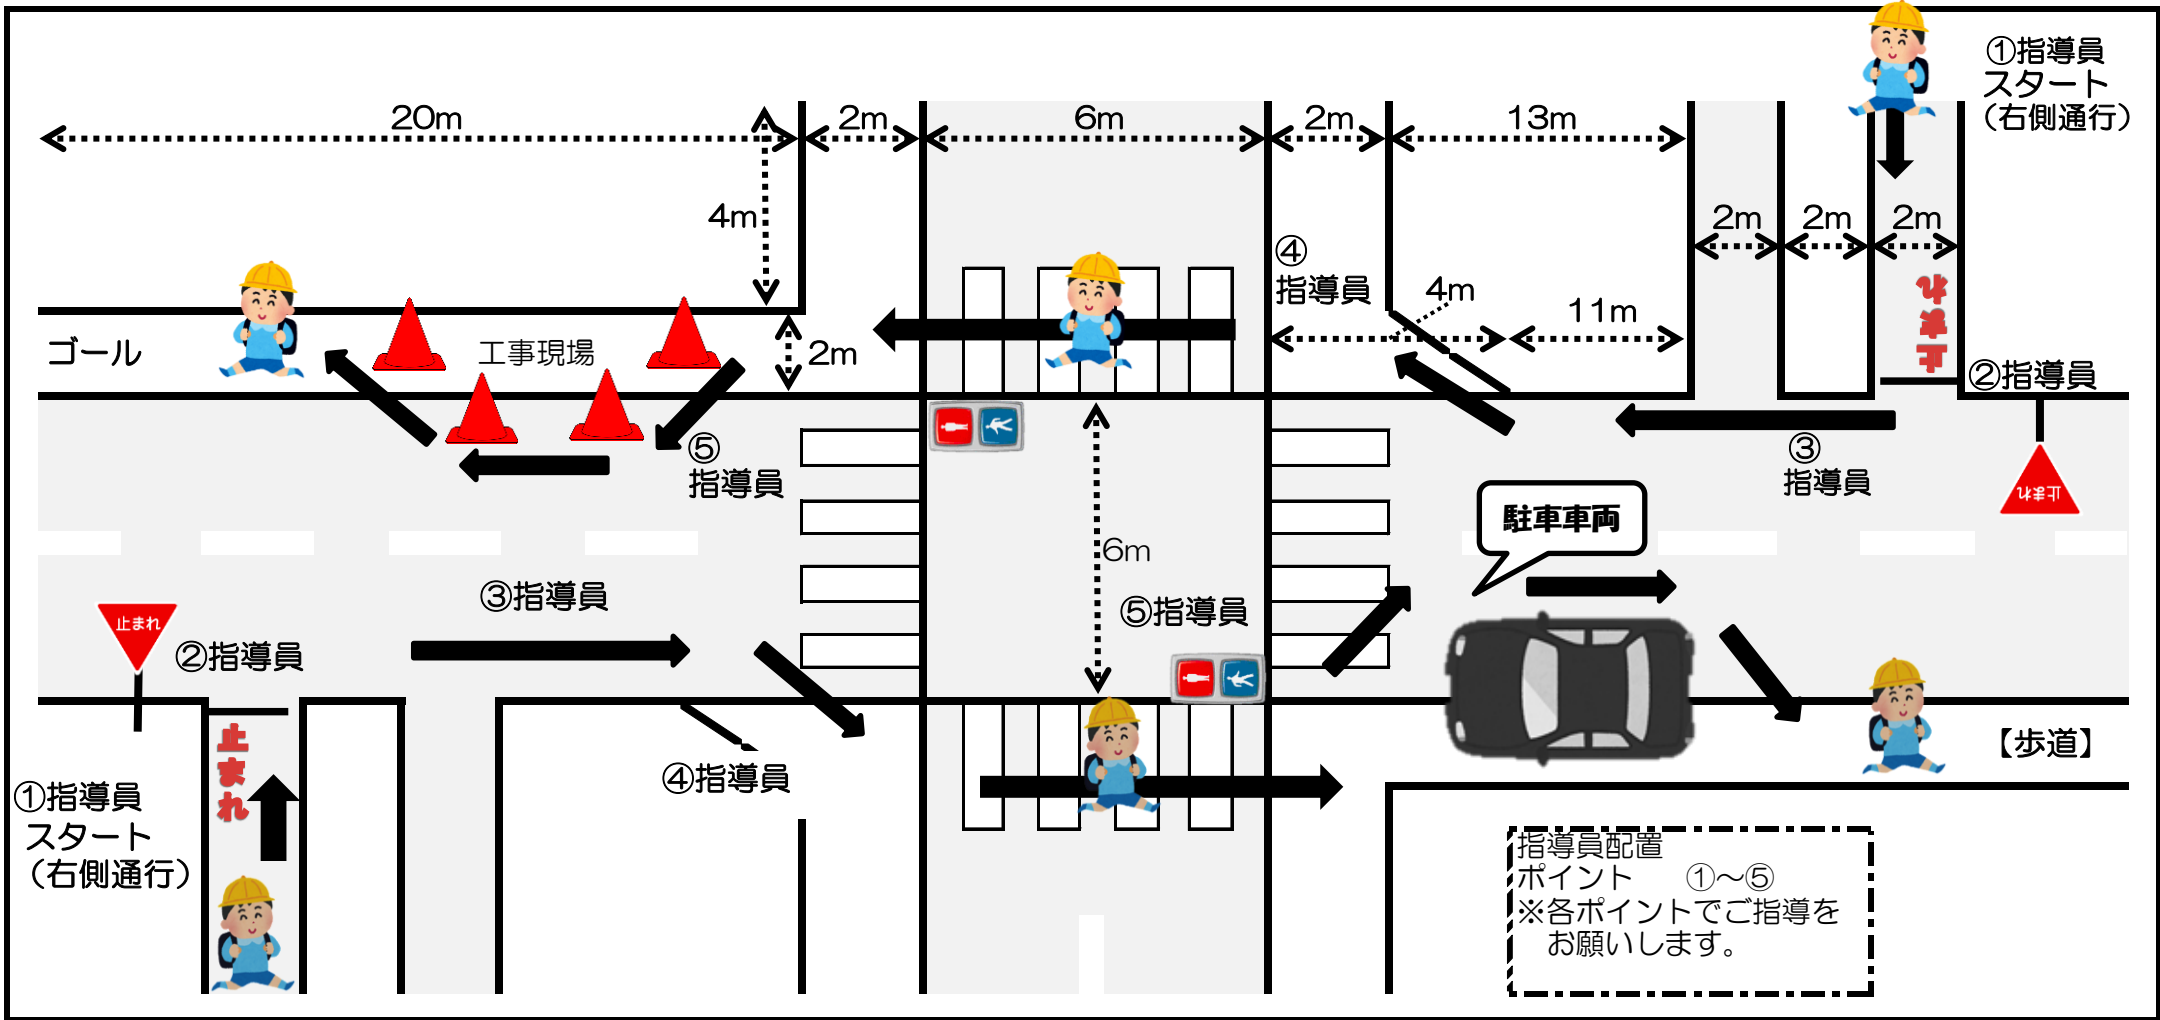 ①指導員
スタート
（右側通行）
20m
2m
6m
2m
13m
4m
2m
2m
2m
④
指導員
4m
11m
止まれ
ゴール
工事現場
2m
②指導員
⑤
指導員
③
指導員
止まれ
駐車車両
6m
③指導員
⑤指導員
止まれ
②指導員
止まれ
④指導員
【歩道】
①指導員
スタート
（右側通行）
指導員配置
ポイント　①～⑤
※各ポイントでご指導を
お願いします。